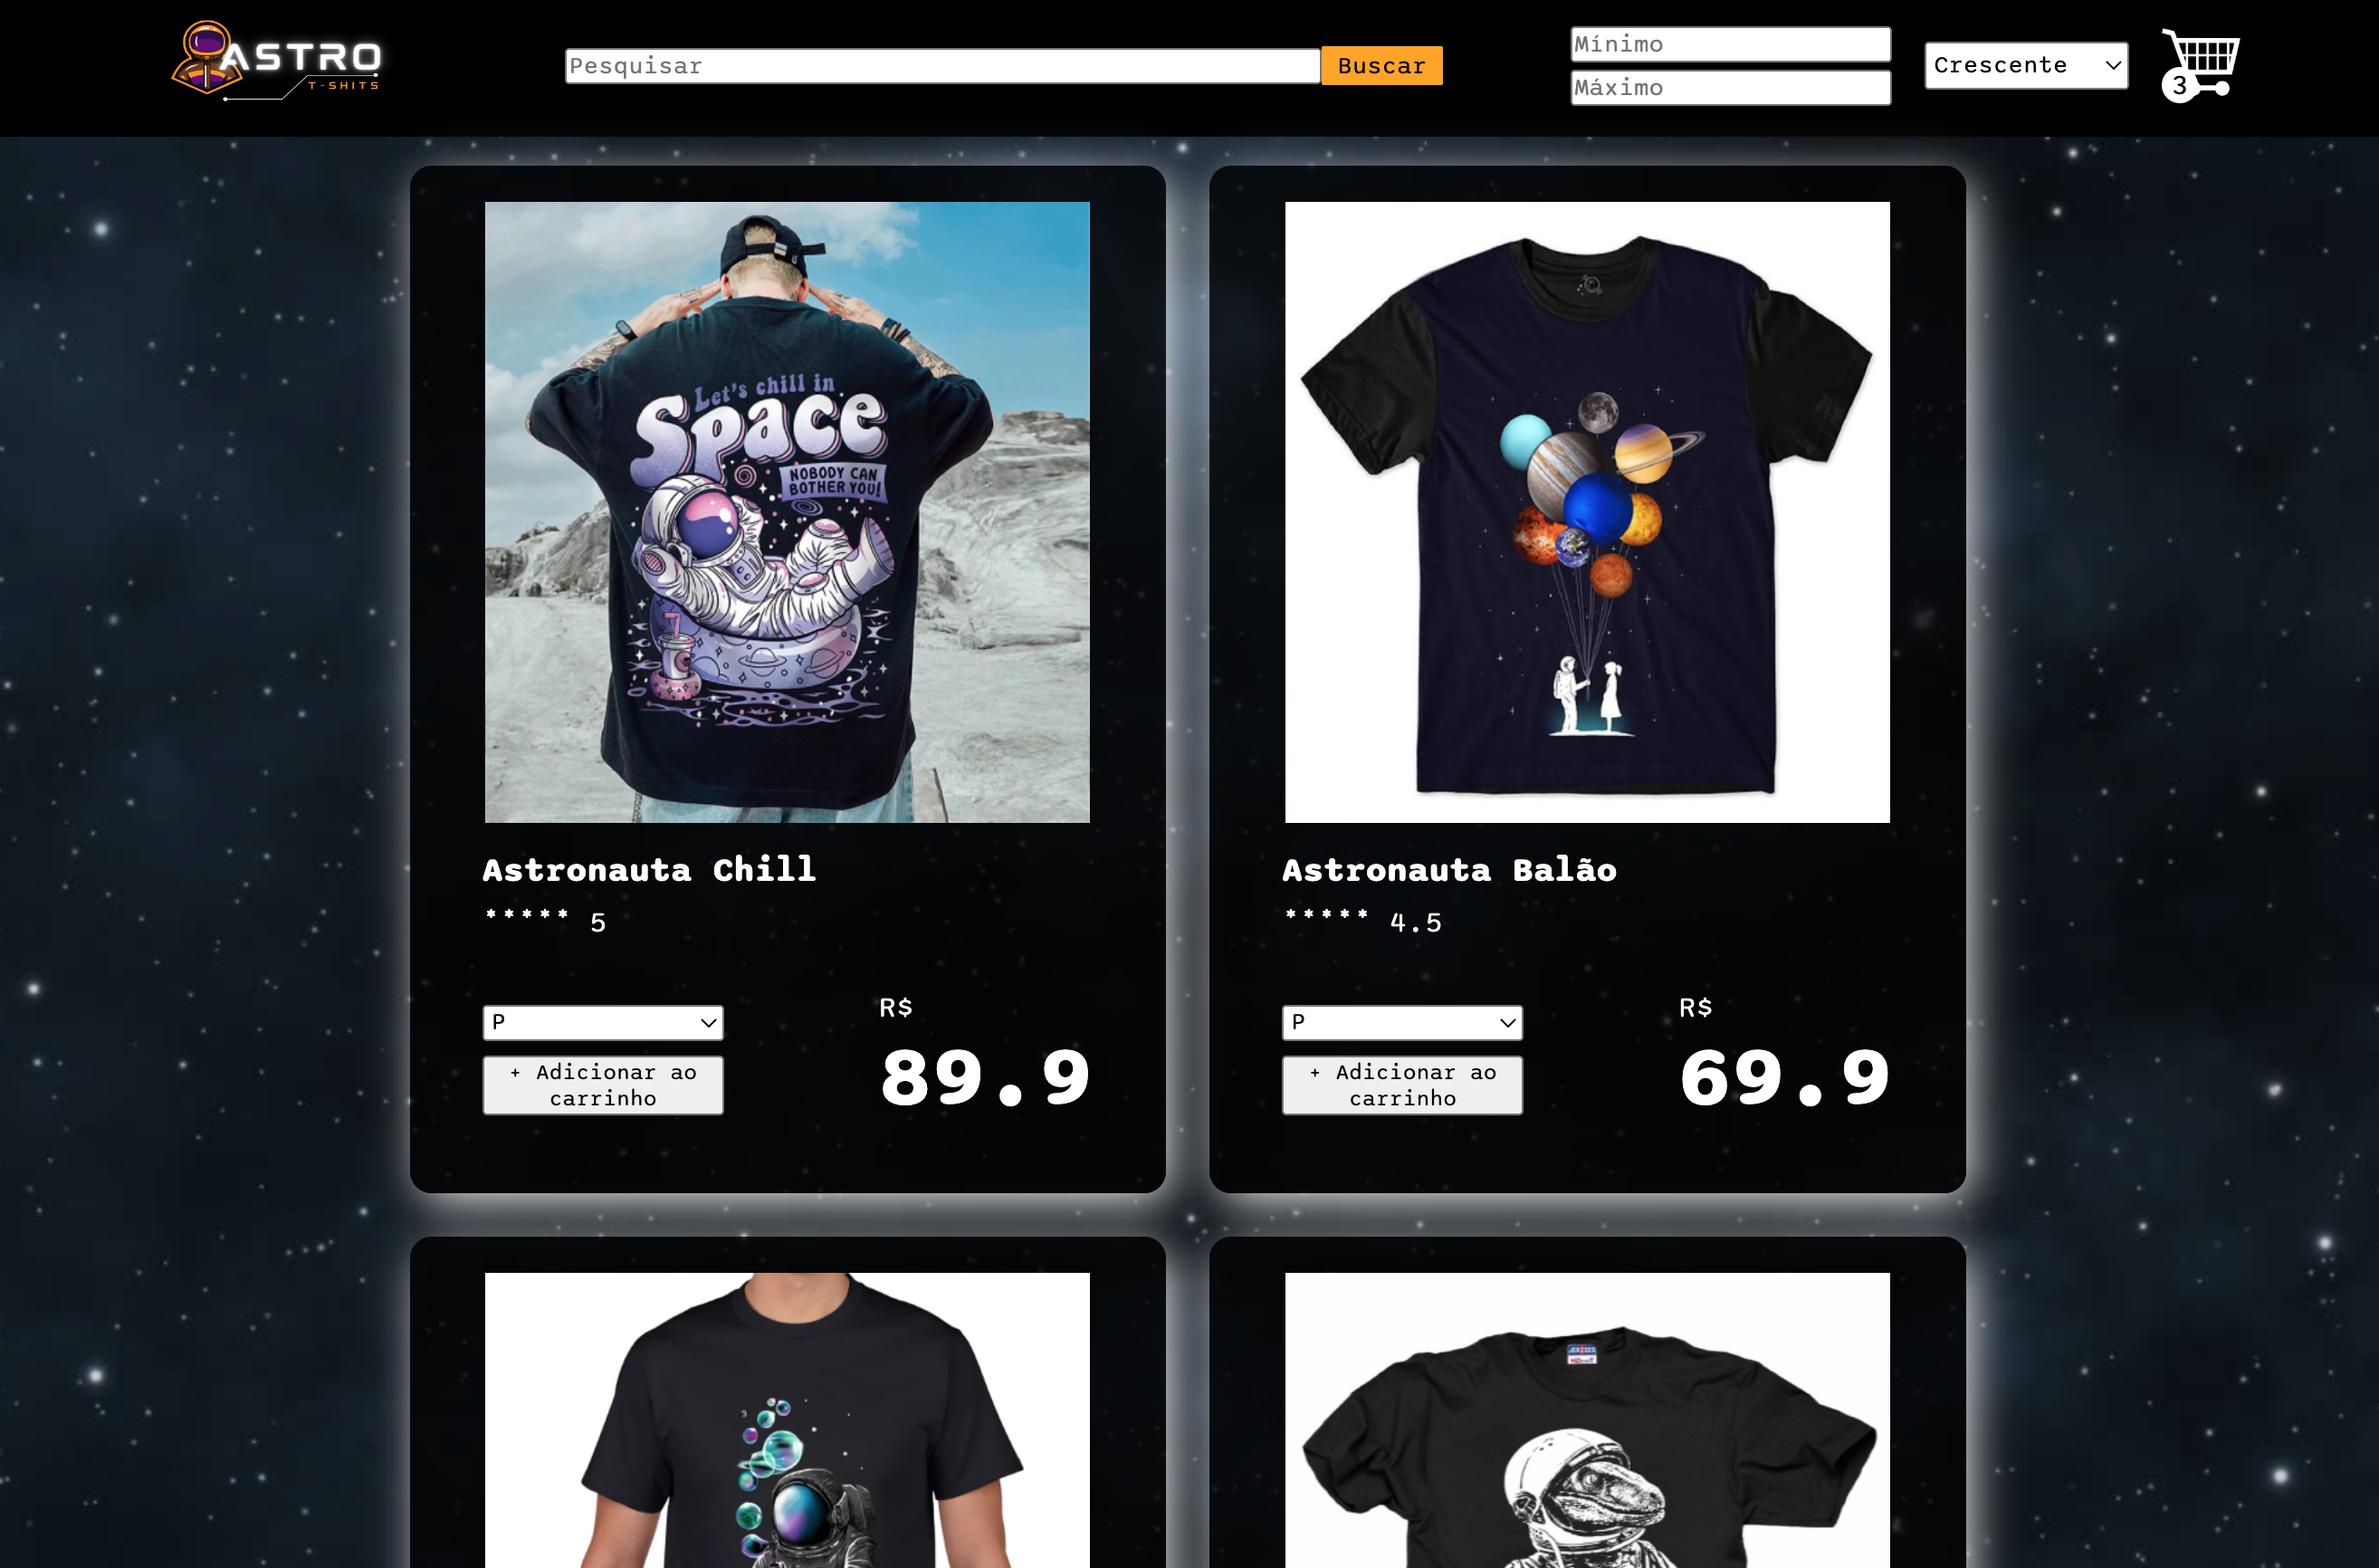 ASTRO
T-SHITS
Pesquisar
Buscar
Mínimo
Máximo
Crescente
3
Let's chill in
Space
NOBODY CAN
BOTHER YOU!
Astronauta Chill
***** 5
P
+ Adicionar ao
carrinho
R$
89.9
Astronauta Balão
***** 4.5
P
+ Adicionar ao
carrinho
R$
69.9
JERZEES